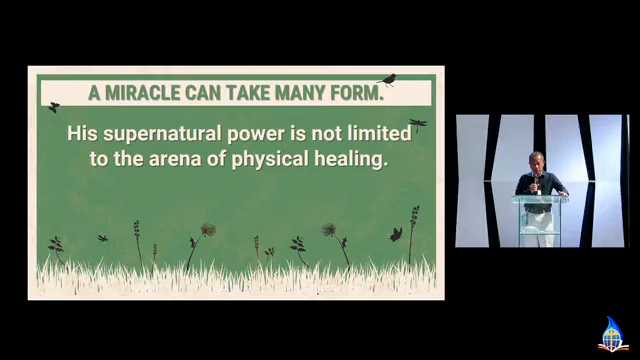 A MIRACLE CAN TAKE MANY FORM.
His supernatural power is not limited
to the arena of physical healing.